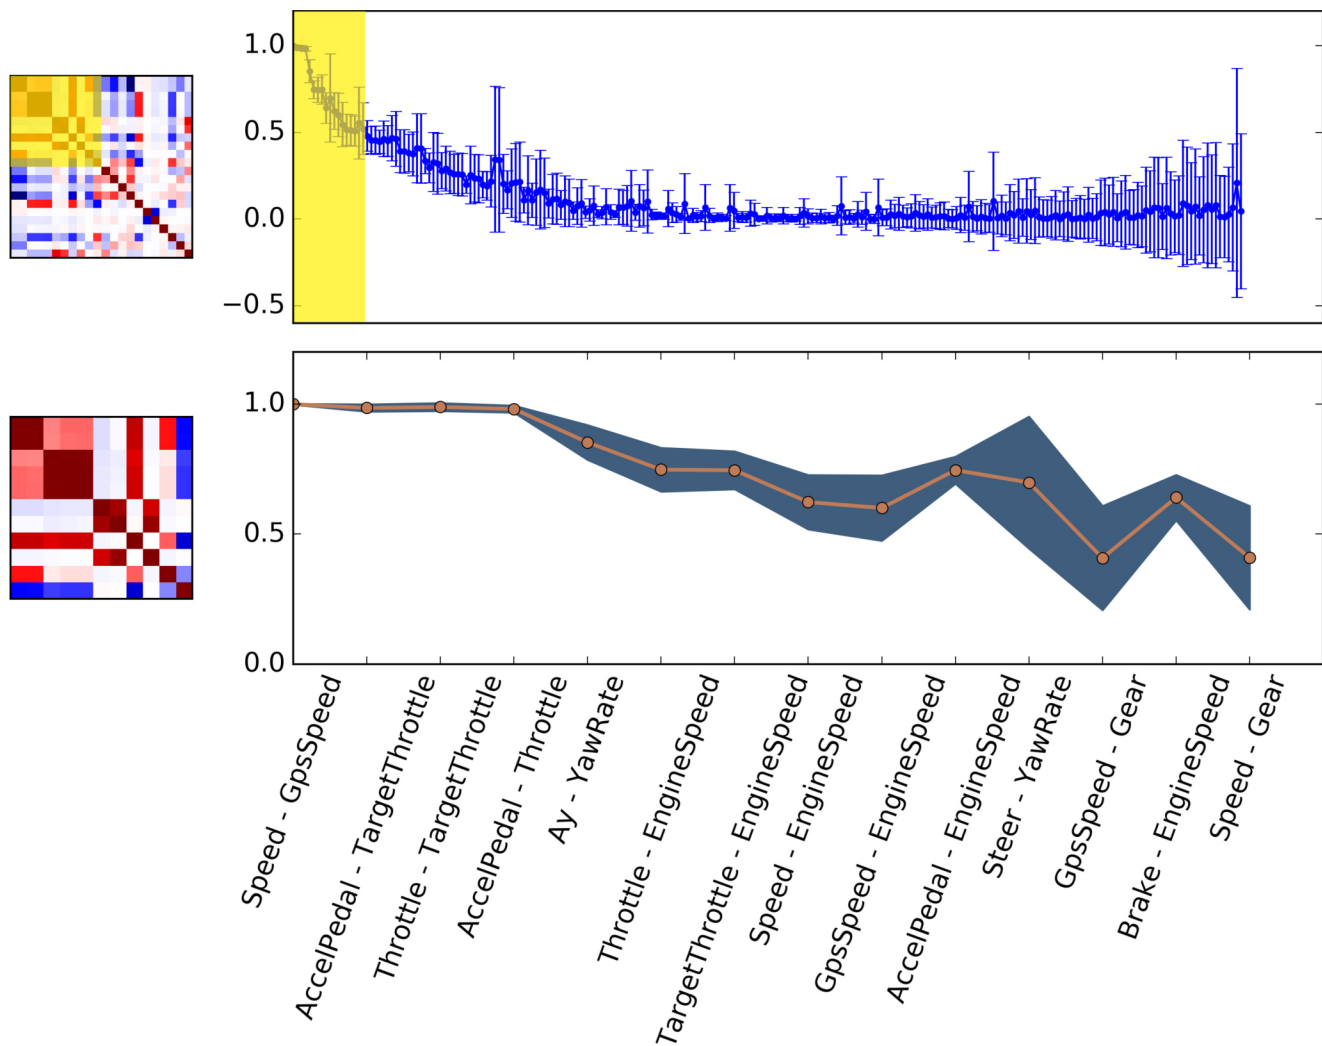 1.0
0.5
0.0
−0.5
1.0
0.5
0.0
Speed - GpsSpeed
AccelPedal - TargetThrottle
Throttle - TargetThrottle
AccelPedal - Throttle
Ay - YawRate
Throttle - EngineSpeed
TargetThrottle - EngineSpeed
Speed - EngineSpeed
GpsSpeed - EngineSpeed
AccelPedal - EngineSpeed
Steer - YawRate
GpsSpeed - Gear
Brake - EngineSpeed
Speed - Gear